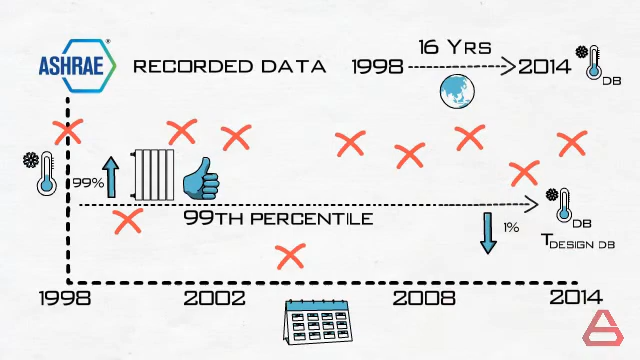 ASHRAE® RECORDED DATA 1998 16 YRS 2014 DB
99%
99TH PERCENTILE
1%
DB
TDESIGN DB
1998 2002 2008 2014